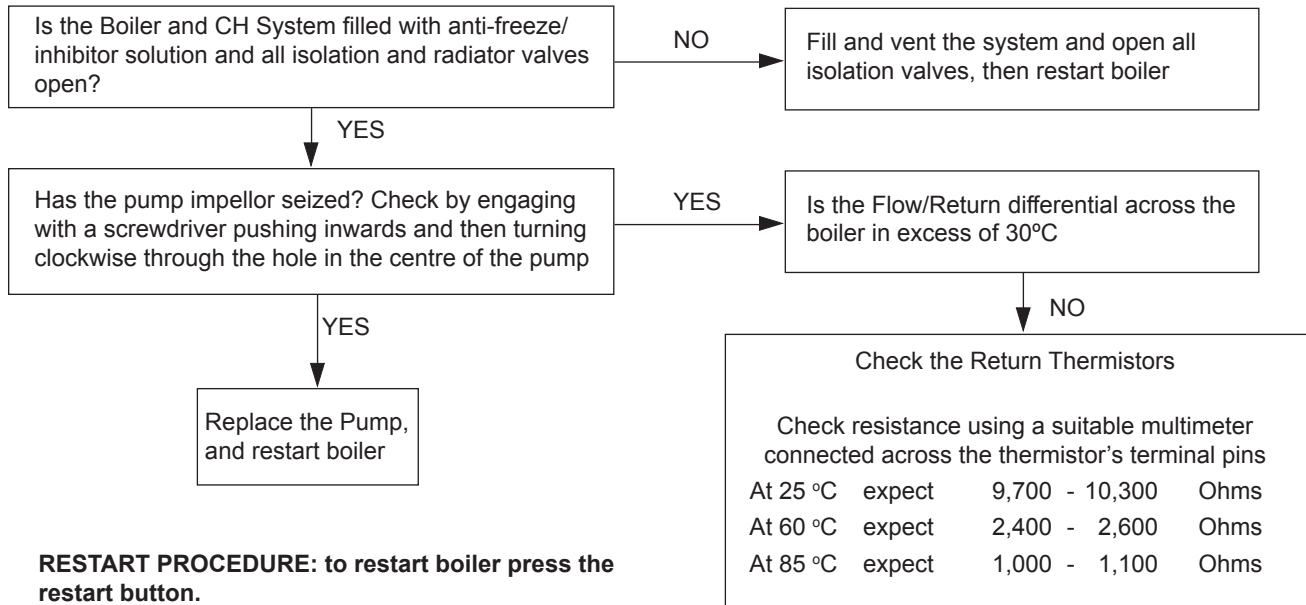 Is the Boiler and CH System filled with anti-freeze/
inhibitor solution and all isolation and radiator valves
open?
NO
Fill and vent the system and open all
isolation valves, then restart boiler
YES
Has the pump impellor seized? Check by engaging
with a screwdriver pushing inwards and then turning
clockwise through the hole in the centre of the pump
YES
Is the Flow/Return differential across the
boiler in excess of 30ºC
YES
Replace the Pump,
and restart boiler
NO
Check the Return Thermistors
Check resistance using a suitable multimeter
connected across the thermistor’s terminal pins
At 25 ºC expect 9,700 - 10,300 Ohms
At 60 ºC expect 2,400 - 2,600 Ohms
At 85 ºC expect 1,000 - 1,100 Ohms
RESTART PROCEDURE: to restart boiler press the
restart button.